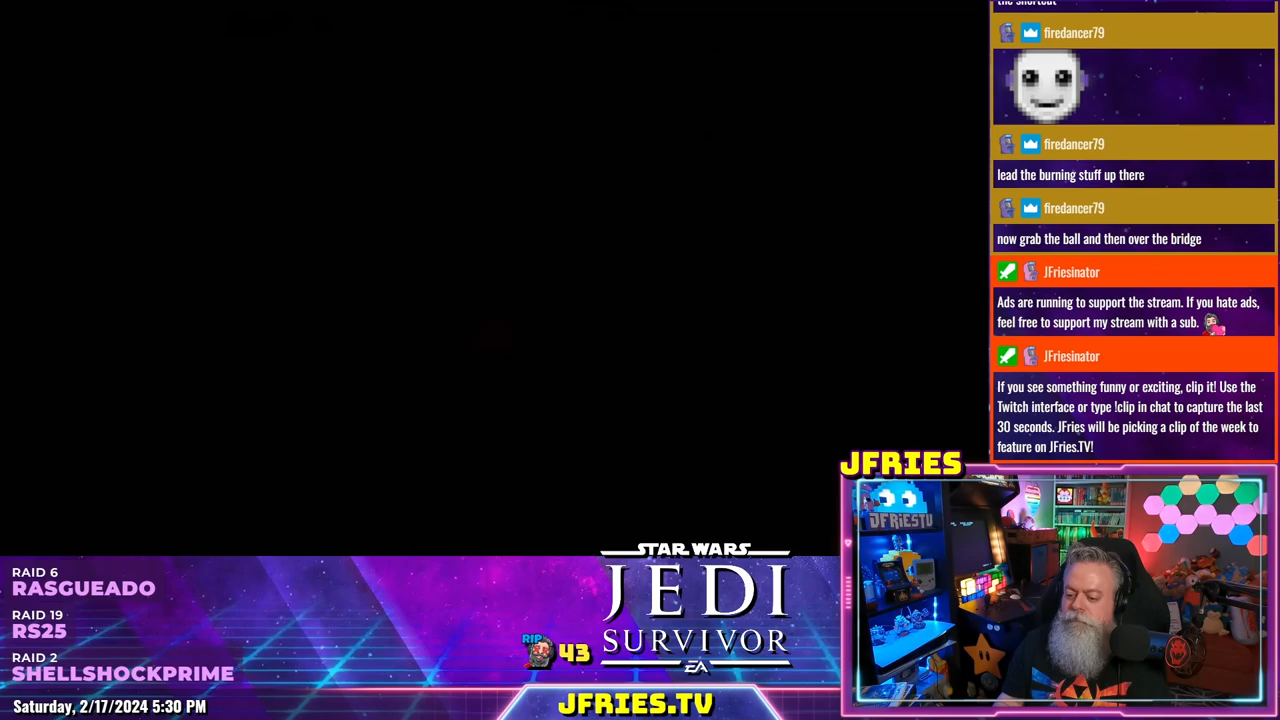 the shortcut
firedancer79
firedancer79
lead the burning stuff up there
firedancer79
now grab the ball and then over the bridge
JFriesinator
Ads are running to support the stream. If you hate ads,
feel free to support my stream with a sub.
JFriesinator
If you see something funny or exciting, clip it! Use the
Twitch interface or type !clip in chat to capture the last
30 seconds. JFries will be picking a clip of the week to
feature on JFries.TV!
JFRIES
JFRIESTV
RAID 6
RASGUEADO
RAID 19
RS25
RAID 2
SHELLSHOCKPRIME
Saturday, 2/17/2024 5:30 PM
RIP
43
STAR WARS
JEDI
SURVIVOR
EA
JFRIES.TV